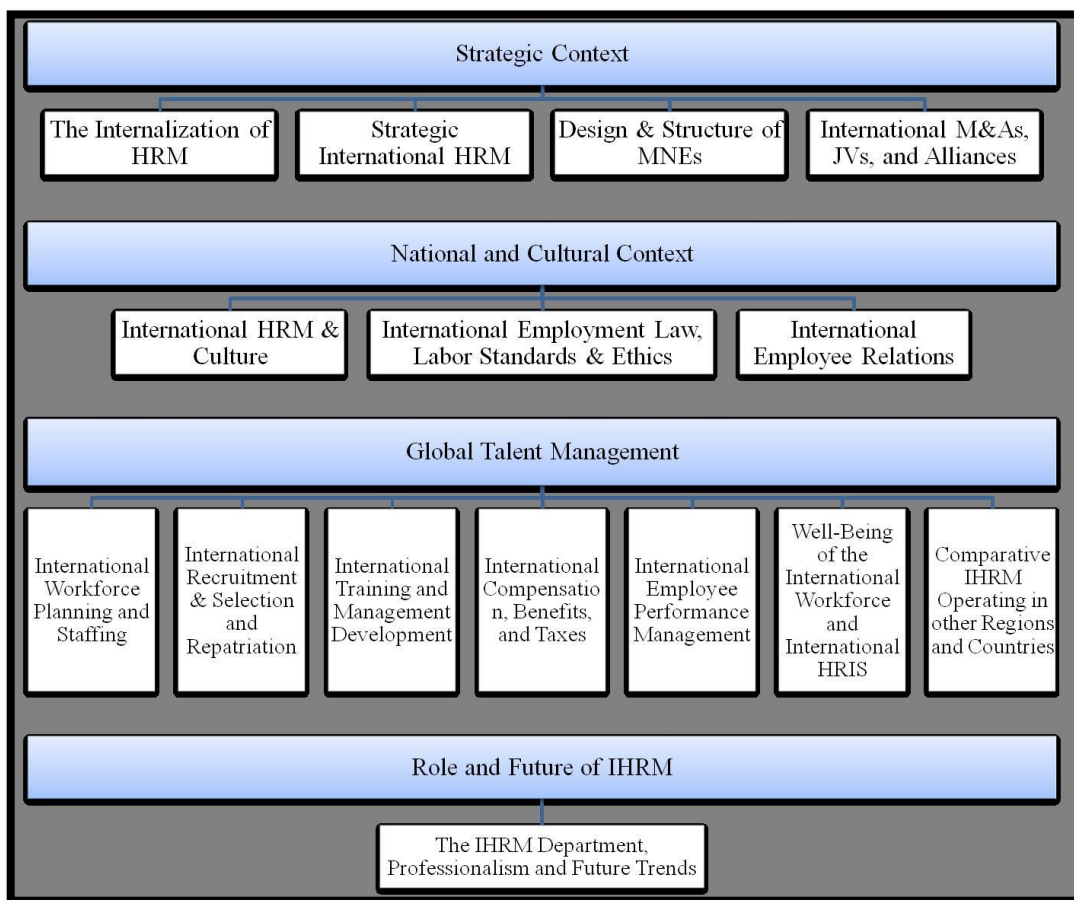 Strategic Context
The Internalization of
HRM
Strategic
International HRM
Design & Structure of
MNEs
International M&As,
JVs, and Alliances
National and Cultural Context
International HRM &
Culture
International Employment Law,
Labor Standards & Ethics
International
Employee Relations
Global Talent Management
International
Workforce
Planning and
Staffing
International
Recruitment
& Selection
and
Repatriation
International
Training and
Management
Development
International
Compensatio
n, Benefits,
and Taxes
International
Employee
Performance
Management
Well-Being
of the
International
Workforce
and
International
HRIS
Comparative
IHRM
Operating in
other Regions
and Countries
Role and Future of IHRM
The IHRM Department,
Professionalism and Future Trends